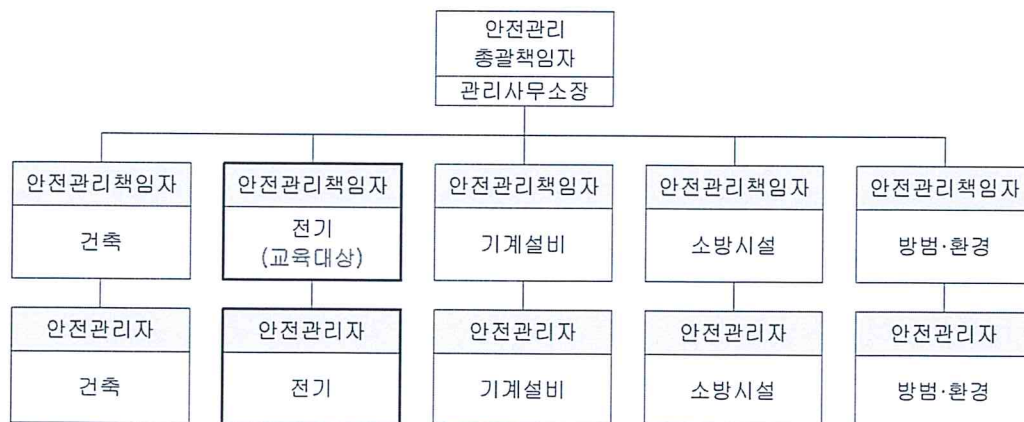 안전관리
총괄책임자
관리사무소장
안전관리책임자 안전관리책임자 안전관리책임자 안전관리책임자 안전관리책임자
건축 전기 기계설비 소방시설 방범·환경
(교육대상)
안전관리자 안전관리자 안전관리자 안전관리자 안전관리자
건축 전기 기계설비 소방시설 방범·환경